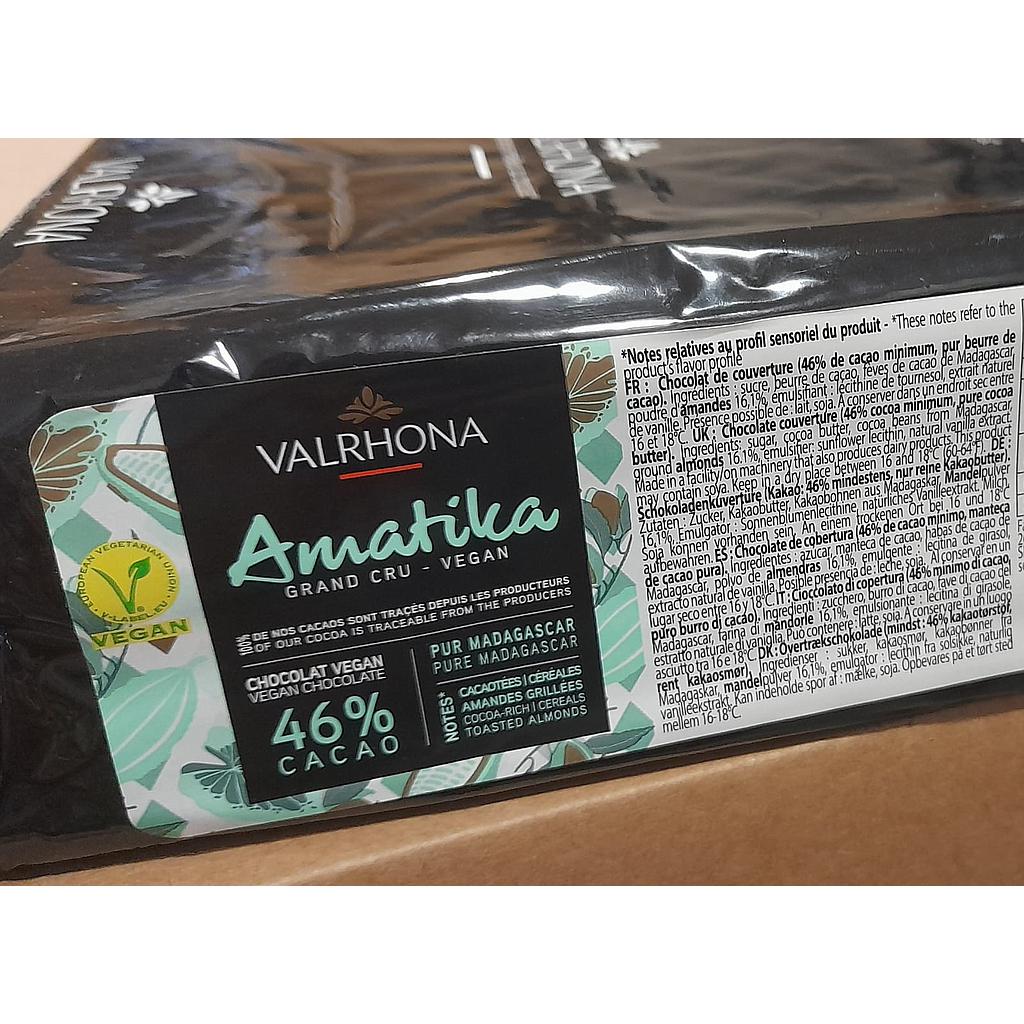 VALRHONA
VALRHONA
VALRHONA
Amatika
GRAND CRU - VEGAN
100% DE NOS CACAOS SONT TRACÉS DEPUIS LES PRODUCTEURS
OF OUR COCOA IS TRACEABLE FROM THE PRODUCERS
CHOCOLAT VEGAN
VEGAN CHOCOLATE
46%
CACAO
PUR MADAGASCAR
PURE MADAGASCAR
NOTES*
CACAOTÉES | CÉRÉALES
AMANDES GRILLÉES
COCOA-RICH | CEREALS
TOASTED ALMONDS
EUROPEAN VEGETARIAN UNION
V-LABEL.EU
VEGAN
*Notes relatives au profil sensoriel du produit - *These notes refer to the
product's flavor profile
FR : Chocolat de couverture (46% de cacao minimum, pur beurre de
cacao). Ingrédients : sucre, beurre de cacao, fèves de cacao de Madagascar,
poudre d'amandes 16,1%, émulsifiant : lécithine de tournesol, extrait naturel
de vanille. Présence possible de : lait, soja. A conserver dans un endroit sec entre
16 et 18°C. UK : Chocolate couverture (46% cocoa minimum, pure cocoa
butter). Ingredients: sugar, cocoa butter, cocoa beans from Madagascar,
ground almonds 16.1%, emulsifier: sunflower lecithin, natural vanilla extract.
Made in a facility/on machinery that also produces dairy products. This product
may contain soya. Keep in a dry place between 16 and 18°C (60-64°F). DE :
Schokoladenkuvertüre (Kakao: 46% mindestens, nur reine Kakaobutter).
Zutaten : Zucker, Kakaobutter, Kakaobohnen aus Madagaskar, Mandelpulver
16,1%, Emulgator : Sonnenblumenlecithine, natürliches Vanilleextrakt. Milch,
Soja können vorhanden sein. An einem trockenen Ort bei 16 und 18°C
aufbewahren. ES : Chocolate de cobertura (46% de cacao mínimo, manteca
de cacao pura). Ingredientes : azúcar, manteca de cacao, habas de cacao de
Madagascar, polvo de almendras 16,1%, emulgente : lecitina de girasol,
extracto natural de vanilla. Posible presencia de: leche, soja. A conservar en un
lugar seco entre 16 y 18°C. IT : Cioccolato di copertura (46% minimo di cacao,
puro burro di cacao). Ingredienti : zucchero, burro di cacao, fave di cacao del
Madagascar, farina di mandorle 16,1%, emulsionante : lecitina di girasole,
estratto naturale di vaniglia. Può contenere : latte, soia. Conservare in un luogo
asciutto tra 16 e 18°C. DK : Overtrækschokolade (mindst : 46% kakaotørstof,
rent kakaosmør). Ingredienser : sukker, kakaosmør, kakaobønner fra
Madagaskar, mandelpulver 16,1%, emulgator : lecithin fra solsikke, naturlig
vanilleekstrakt. Kan indeholde spor af : mælke, soja. Opbevares på et tørt sted
mellem 16-18°C.